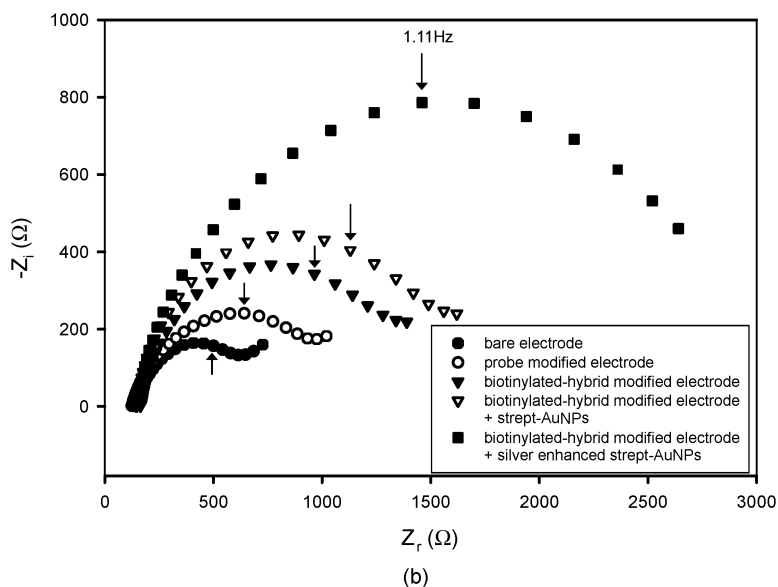 1000
1.11Hz
800
600
-Zi (Ω)
400
200
0
bare electrode
probe modified electrode
biotinylated-hybrid modified electrode
biotinylated-hybrid modified electrode
+ strept-AuNPs
biotinylated-hybrid modified electrode
+ silver enhanced strept-AuNPs
0 500 1000 1500 2000 2500 3000
Zr (Ω)
(b)